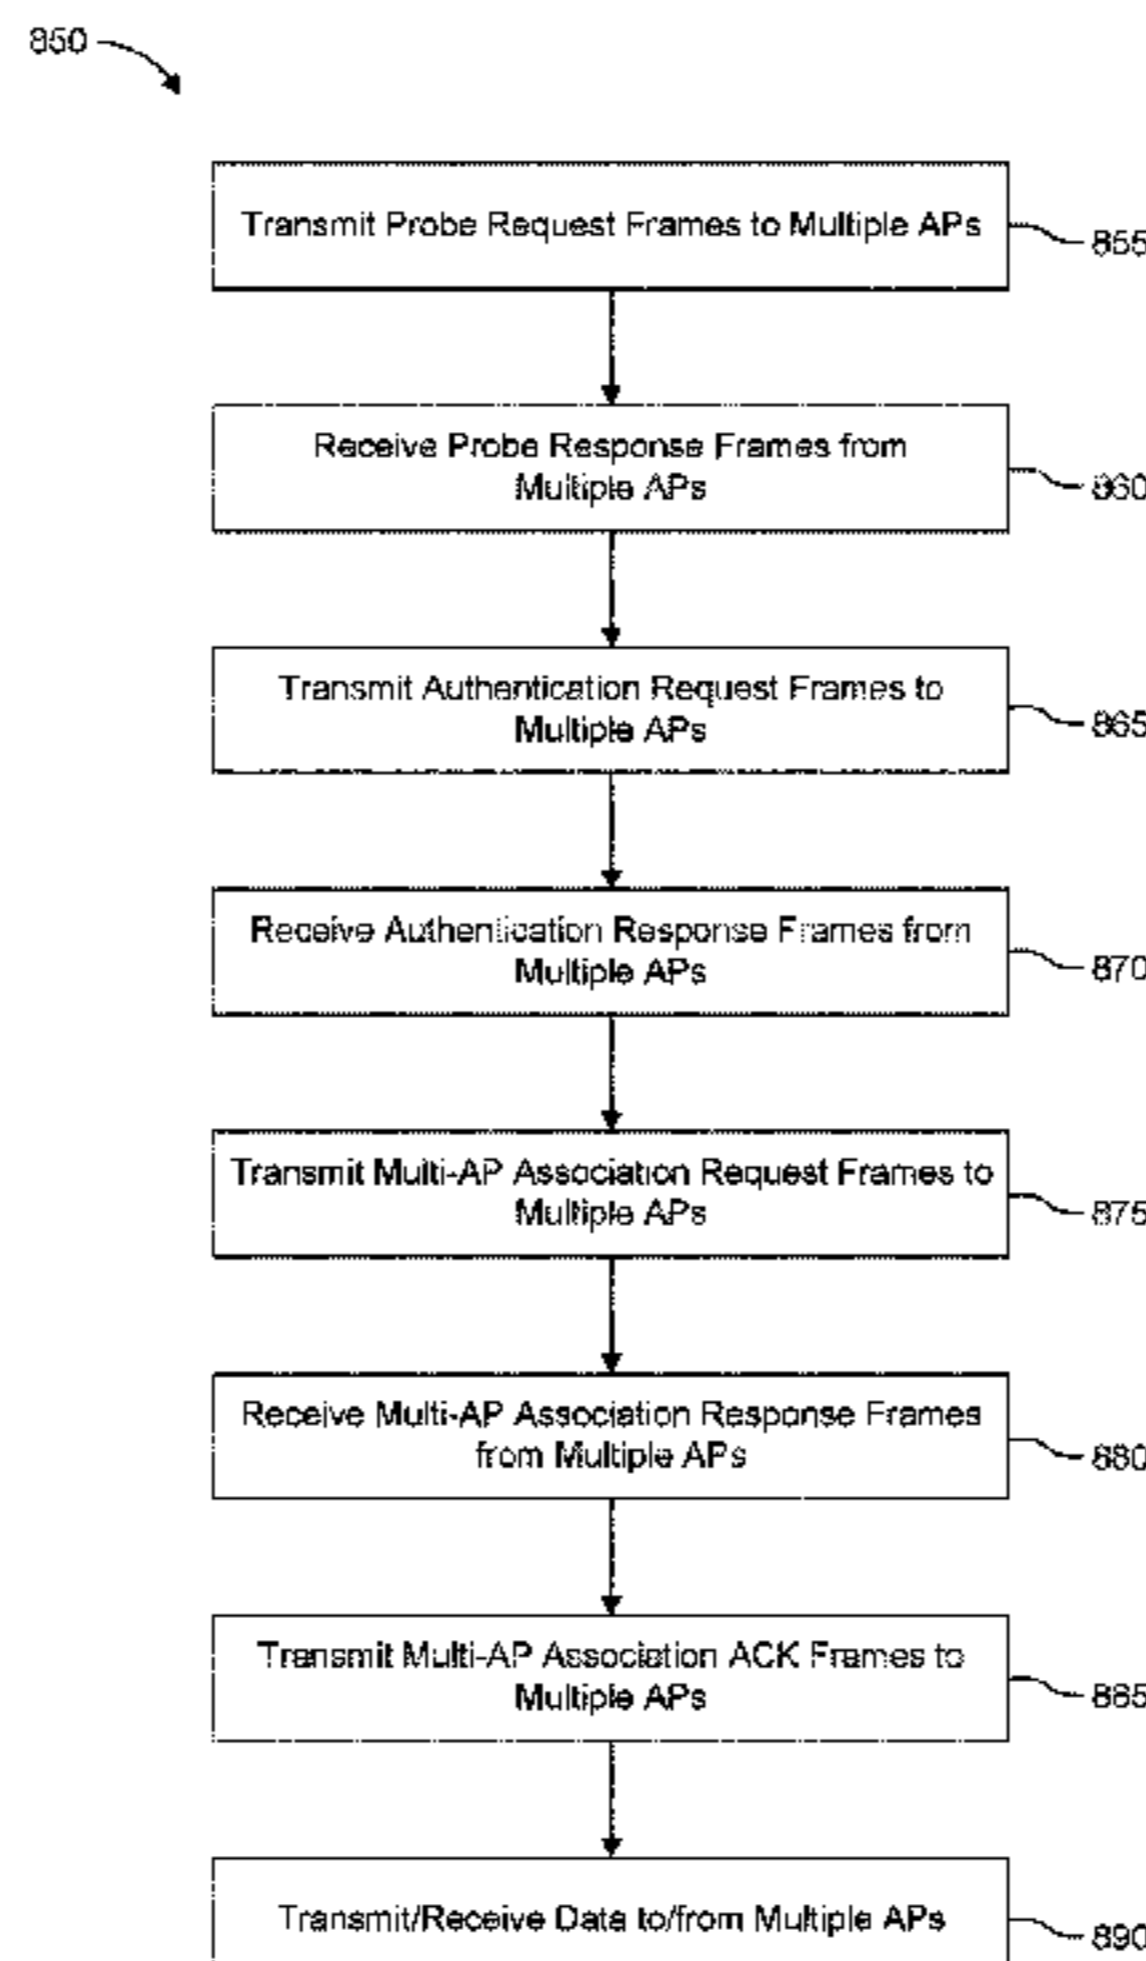 850
Transmit Probe Request Frames to Multiple APs
855
Receive Probe Response Frames from
Multiple APs
860
Transmit Authentication Request Frames to
Multiple APs
865
Receive Authentication Response Frames from
Multiple APs
870
Transmit Multi-AP Association Request Frames to
Multiple APs
875
Receive Multi-AP Association Response Frames
from Multiple APs
880
Transmit Multi-AP Association ACK Frames to
Multiple APs
885
Transmit/Receive Data to/from Multiple APs
890